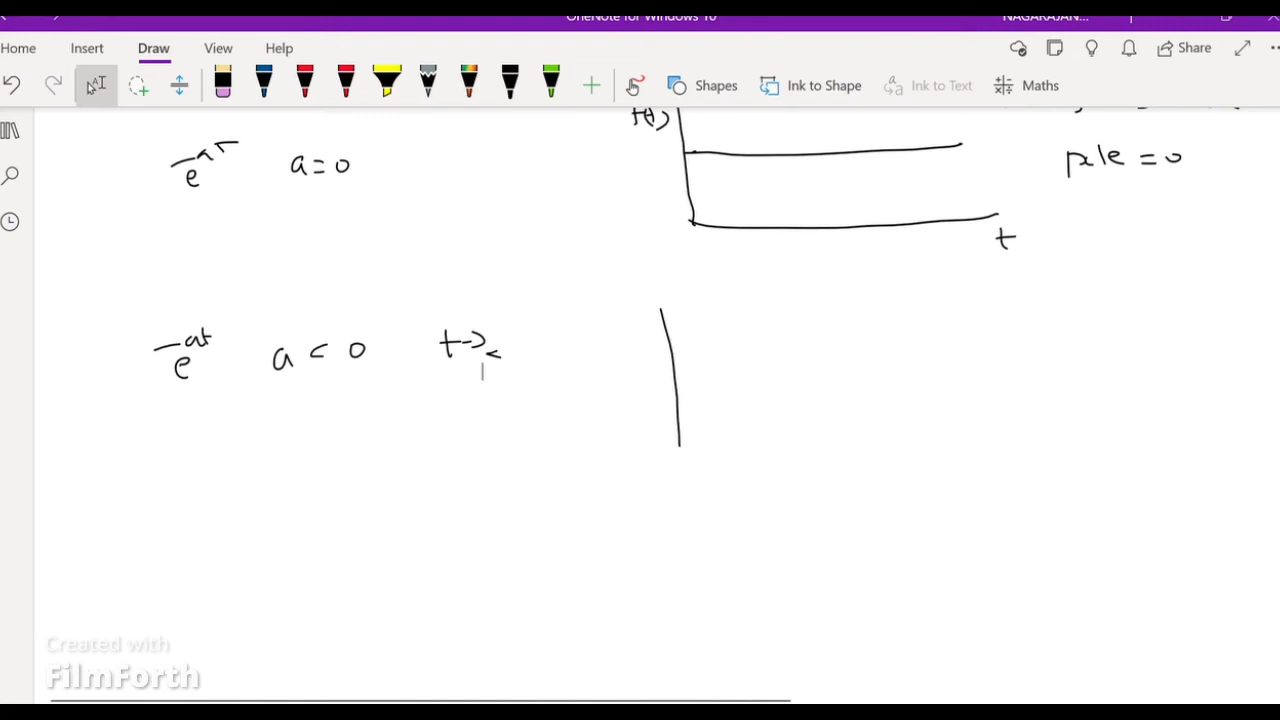 OneNote for Windows 10 NAGARAJAN...
Home Insert Draw View Help Share
Shapes Ink to Shape Ink to Text Maths
f(t)
e^-at a = 0 pole = 0
t
e^-at a < 0 t->
Created with
FilmForth